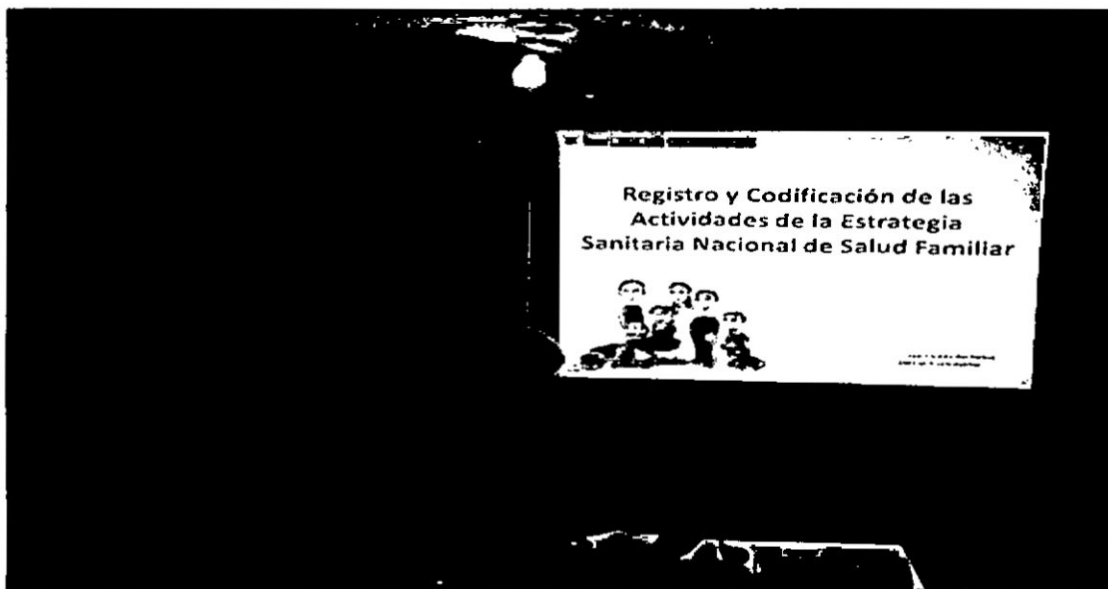 Registro y Codificación de las
Actividades de la Estrategia
Sanitaria Nacional de Salud Familiar